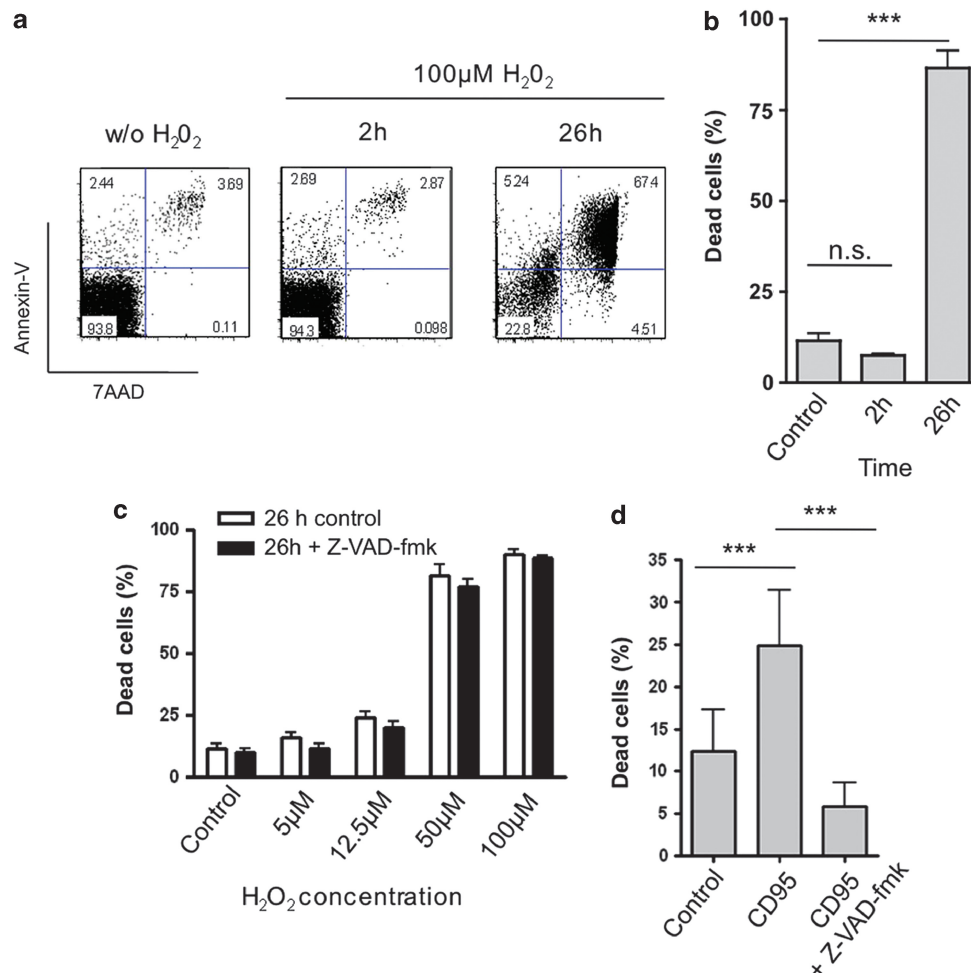 a
100µM H₂0₂
w/o H₂0₂
2h
26h
2.44
3.69
93.8
0.11
2.69
2.87
94.3
0.098
5.24
67.4
22.8
4.51
Annexin-V
7AAD
b
100
75
50
25
0
Dead cells (%)
***
n.s.
Control
2h
26h
Time
c
26 h control
26h + Z-VAD-fmk
100
75
50
25
0
Dead cells (%)
Control
5µM
12.5µM
50µM
100µM
H₂O₂ concentration
d
***
***
35
30
25
20
15
10
5
0
Dead cells (%)
Control
CD95
CD95
+ Z-VAD-fmk